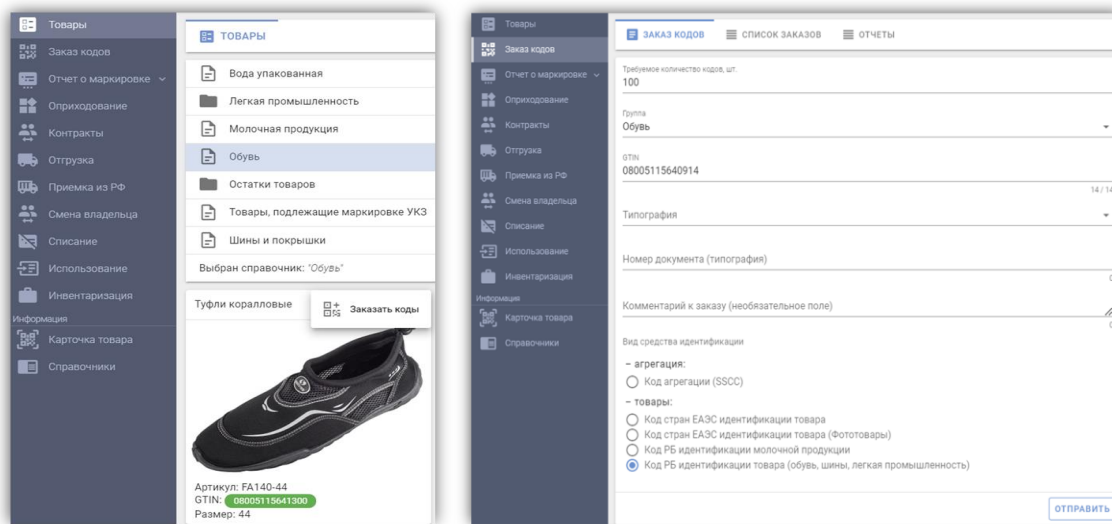 Товары
Заказ кодов
Отчет о маркировке
Оприходование
Контракты
Отгрузка
Приемка из РФ
Смена владельца
Списание
Использование
Инвентаризация
Информация
Карточка товара
Справочники
ТОВАРЫ
Вода упакованная
Легкая промышленность
Молочная продукция
Обувь
Остатки товаров
Товары, подлежащие маркировке УКЗ
Шины и покрышки
Выбран справочник: "Обувь"
Туфли коралловые
Заказать коды
Артикул: FA140-44
GTIN: 08005115641300
Размер: 44
Товары
Заказ кодов
Отчет о маркировке
Оприходование
Контракты
Отгрузка
Приемка из РФ
Смена владельца
Списание
Использование
Инвентаризация
Информация
Карточка товара
Справочники
ЗАКАЗ КОДОВ СПИСОК ЗАКАЗОВ ОТЧЕТЫ
Требуемое количество кодов, шт.
100
Группа
Обувь
GTIN
08005115640914
14 / 14
Типография
Номер документа (типография)
0
Комментарий к заказу (необязательное поле)
0
Вид средства идентификации
– агрегация:
Код агрегации (SSCC)
– товары:
Код стран ЕАЭС идентификации товара
Код стран ЕАЭС идентификации товара (Фототовары)
Код РБ идентификации молочной продукции
Код РБ идентификации товара (обувь, шины, легкая промышленность)
ОТПРАВИТЬ